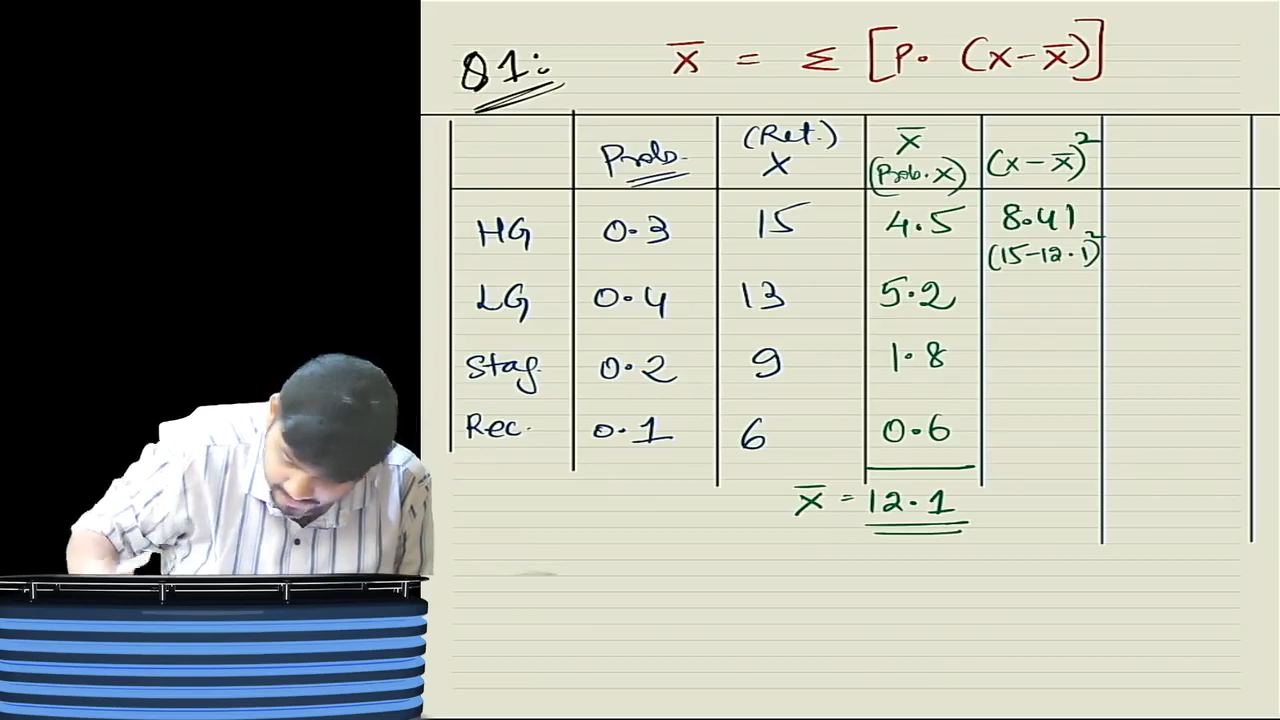 Q1: x̄ = Σ [P. (x-x̄)]
Prob. (Ret.) X x̄ (Prob. X) (x-x̄)²
HG 0.3 15 4.5 8.41
(15-12.1)²
LG 0.4 13 5.2
Stag. 0.2 9 1.8
Rec. 0.1 6 0.6
x̄ = 12.1